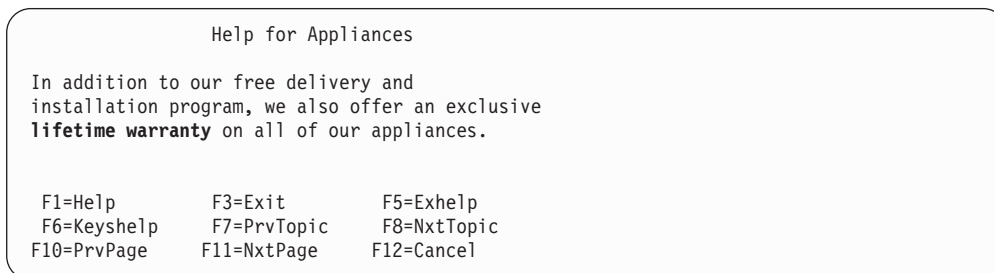 Help for Appliances
In addition to our free delivery and
installation program, we also offer an exclusive
lifetime warranty on all of our appliances.
F1=Help F3=Exit F5=Exhelp
F6=Keyshelp F7=PrvTopic F8=NxtTopic
F10=PrvPage F11=NxtPage F12=Cancel